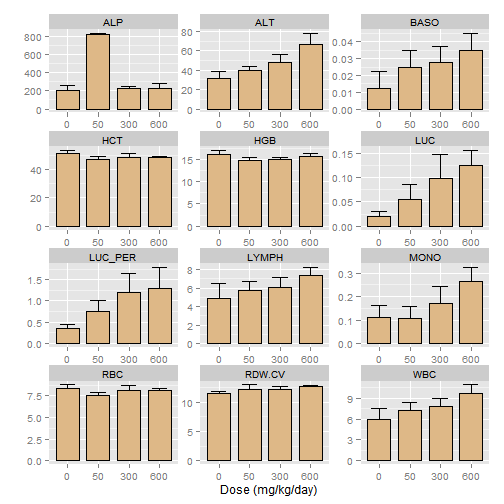 ALP ALT BASO
800 600 400 200 0
80 60 40 20 0
0.04 0.03 0.02 0.01 0.00
0 50 300 600 0 50 300 600 0 50 300 600
HCT HGB LUC
40 20 0
15 10 5 0
0.15 0.10 0.05 0.00
0 50 300 600 0 50 300 600 0 50 300 600
LUC_PER LYMPH MONO
1.5 1.0 0.5 0.0
8 6 4 2 0
0.3 0.2 0.1 0.0
0 50 300 600 0 50 300 600 0 50 300 600
RBC RDW.CV WBC
7.5 5.0 2.5 0.0
10 5 0
9 6 3 0
0 50 300 600 0 50 300 600 0 50 300 600
Dose (mg/kg/day)